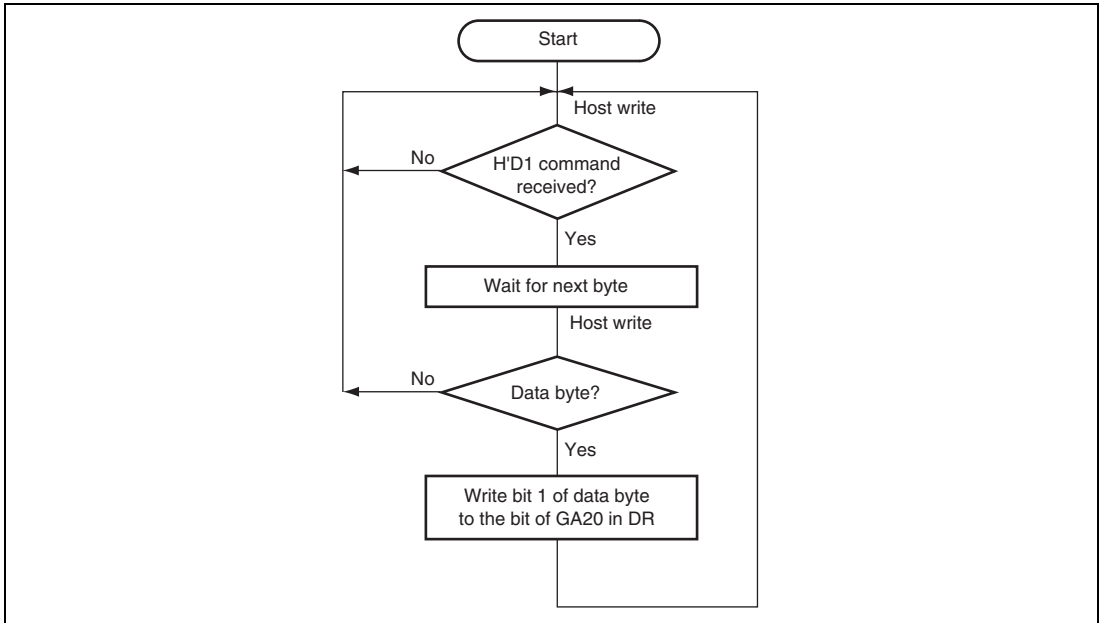 Start
Host write
No
H'D1 command
received?
Yes
Wait for next byte
Host write
No
Data byte?
Yes
Write bit 1 of data byte
to the bit of GA20 in DR